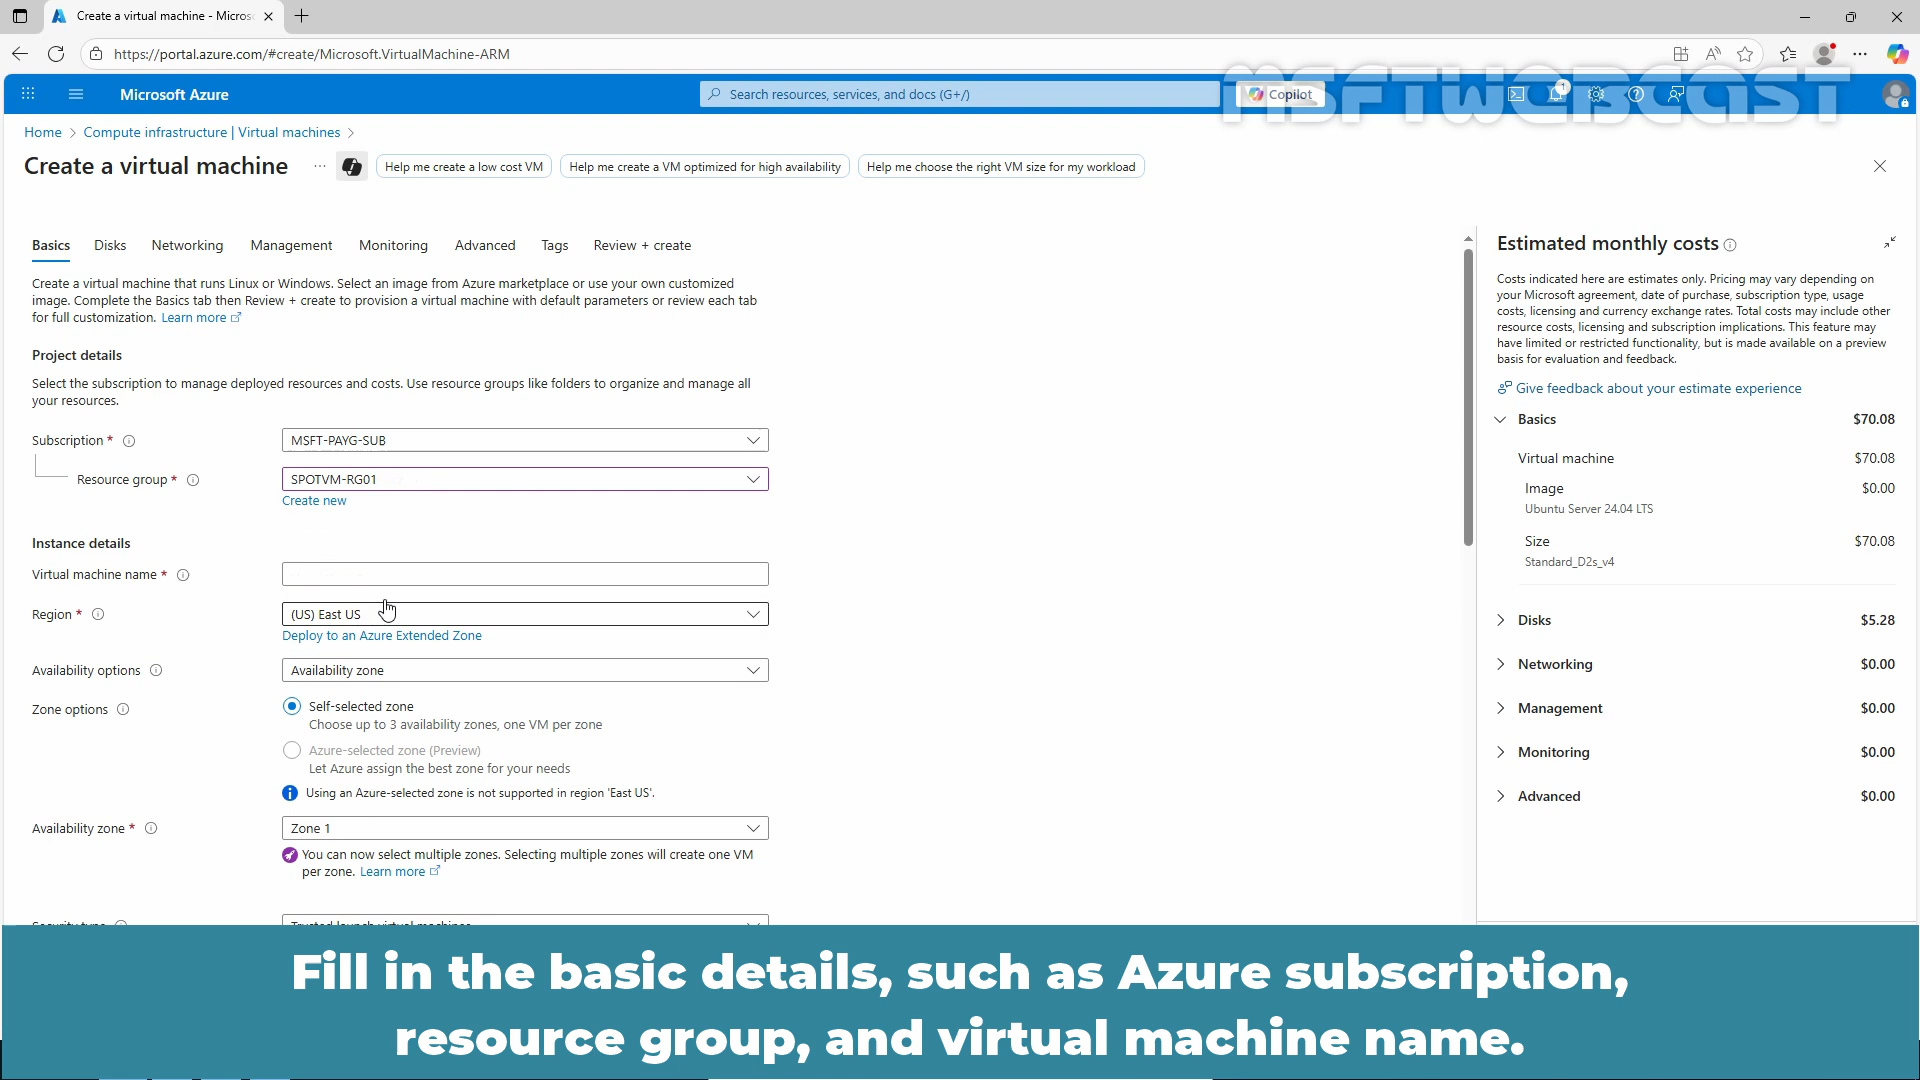 Create a virtual machine - Micros
https://portal.azure.com/#create/Microsoft.VirtualMachine-ARM
Microsoft Azure
Search resources, services, and docs (G+/)
Copilot
1
MSFTWEBCAST
Home > Compute infrastructure | Virtual machines >
Create a virtual machine
...
Help me create a low cost VM
Help me create a VM optimized for high availability
Help me choose the right VM size for my workload
Basics
Disks
Networking
Management
Monitoring
Advanced
Tags
Review + create
Create a virtual machine that runs Linux or Windows. Select an image from Azure marketplace or use your own customized
image. Complete the Basics tab then Review + create to provision a virtual machine with default parameters or review each tab
for full customization. Learn more
Project details
Select the subscription to manage deployed resources and costs. Use resource groups like folders to organize and manage all
your resources.
Subscription *
MSFT-PAYG-SUB
Resource group *
SPOTVM-RG01
Create new
Instance details
Virtual machine name *
Region *
(US) East US
Deploy to an Azure Extended Zone
Availability options
Availability zone
Zone options
Self-selected zone
Choose up to 3 availability zones, one VM per zone
Azure-selected zone (Preview)
Let Azure assign the best zone for your needs
Using an Azure-selected zone is not supported in region 'East US'.
Availability zone *
Zone 1
You can now select multiple zones. Selecting multiple zones will create one VM
per zone. Learn more
Security type
Trusted launch virtual machines
Estimated monthly costs
Costs indicated here are estimates only. Pricing may vary depending on
your Microsoft agreement, date of purchase, subscription type, usage
costs, licensing and currency exchange rates. Total costs may include other
resource costs, licensing and subscription implications. This feature may
have limited or restricted functionality, but is made available on a preview
basis for evaluation and feedback.
Give feedback about your estimate experience
Basics $70.08
Virtual machine $70.08
Image $0.00
Ubuntu Server 24.04 LTS
Size $70.08
Standard_D2s_v4
Disks $5.28
Networking $0.00
Management $0.00
Monitoring $0.00
Advanced $0.00
Fill in the basic details, such as Azure subscription,
resource group, and virtual machine name.